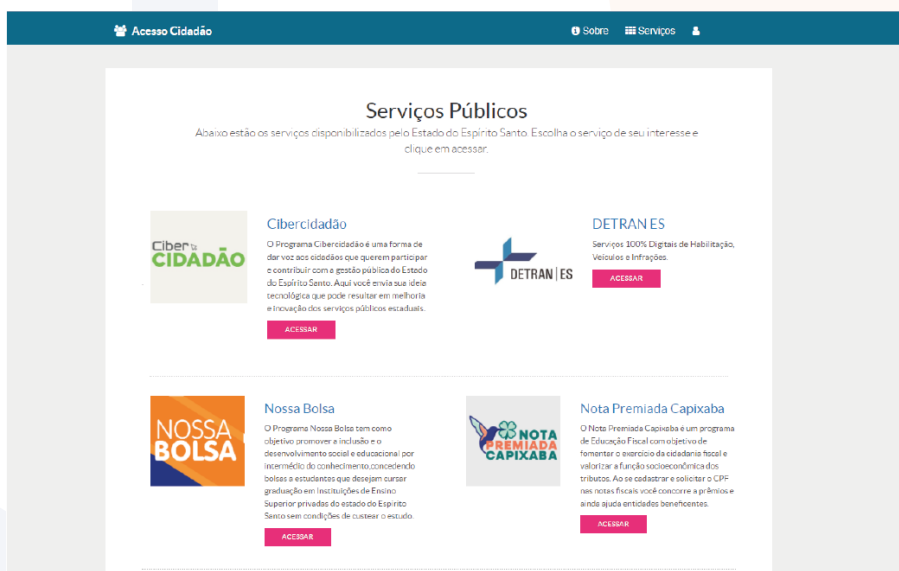 Acesso Cidadão
Sobre
Serviços
Serviços Públicos
Abaixo estão os serviços disponibilizados pelo Estado do Espírito Santo. Escolha o serviço de seu interesse e
clique em acessar.
Ciber
CIDADÃO
Cibercidadão
O Programa Cibercidadão é uma forma de
dar voz aos cidadãos que querem participar
e contribuir com a gestão pública do Estado
do Espírito Santo. Aqui você envia sua ideia
tecnológica que pode resultar em melhoria
e inovação dos serviços públicos estaduais.
ACESSAR
DETRAN|ES
DETRAN ES
Serviços 100% Digitais de Habilitação,
Veículos e Infrações.
ACESSAR
NOSSA
BOLSA
Nossa Bolsa
O Programa Nossa Bolsa tem como
objetivo promover a inclusão e o
desenvolvimento social e educacional por
intermédio do conhecimento,concedendo
bolsas a estudantes que desejam cursar
graduação em Instituições de Ensino
Superior privadas do estado do Espírito
Santo sem condições de custear o estudo.
ACESSAR
NOTA
PREMIADA
CAPIXABA
Nota Premiada Capixaba
O Nota Premiada Capixaba é um programa
de Educação Fiscal com objetivo de
fomentar o exercício da cidadania fiscal e
valorizar a função socioeconômica dos
tributos. Ao se cadastrar e solicitar o CPF
nas notas fiscais você concorre a prêmios e
ainda ajuda entidades beneficentes.
ACESSAR